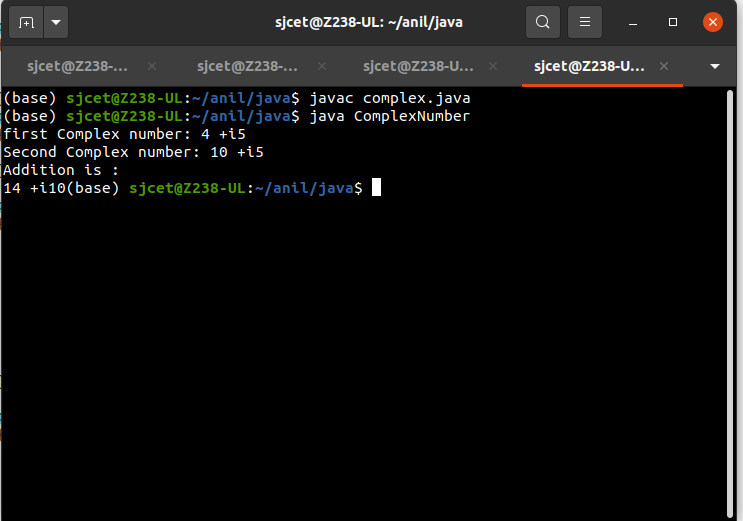 sjcet@Z238-UL: ~/anil/java
sjcet@Z238-... sjcet@Z238-... sjcet@Z238-U... sjcet@Z238-U...
(base) sjcet@Z238-UL:~/anil/java$ javac complex.java
(base) sjcet@Z238-UL:~/anil/java$ java ComplexNumber
first Complex number: 4 +i5
Second Complex number: 10 +i5
Addition is :
14 +i10(base) sjcet@Z238-UL:~/anil/java$